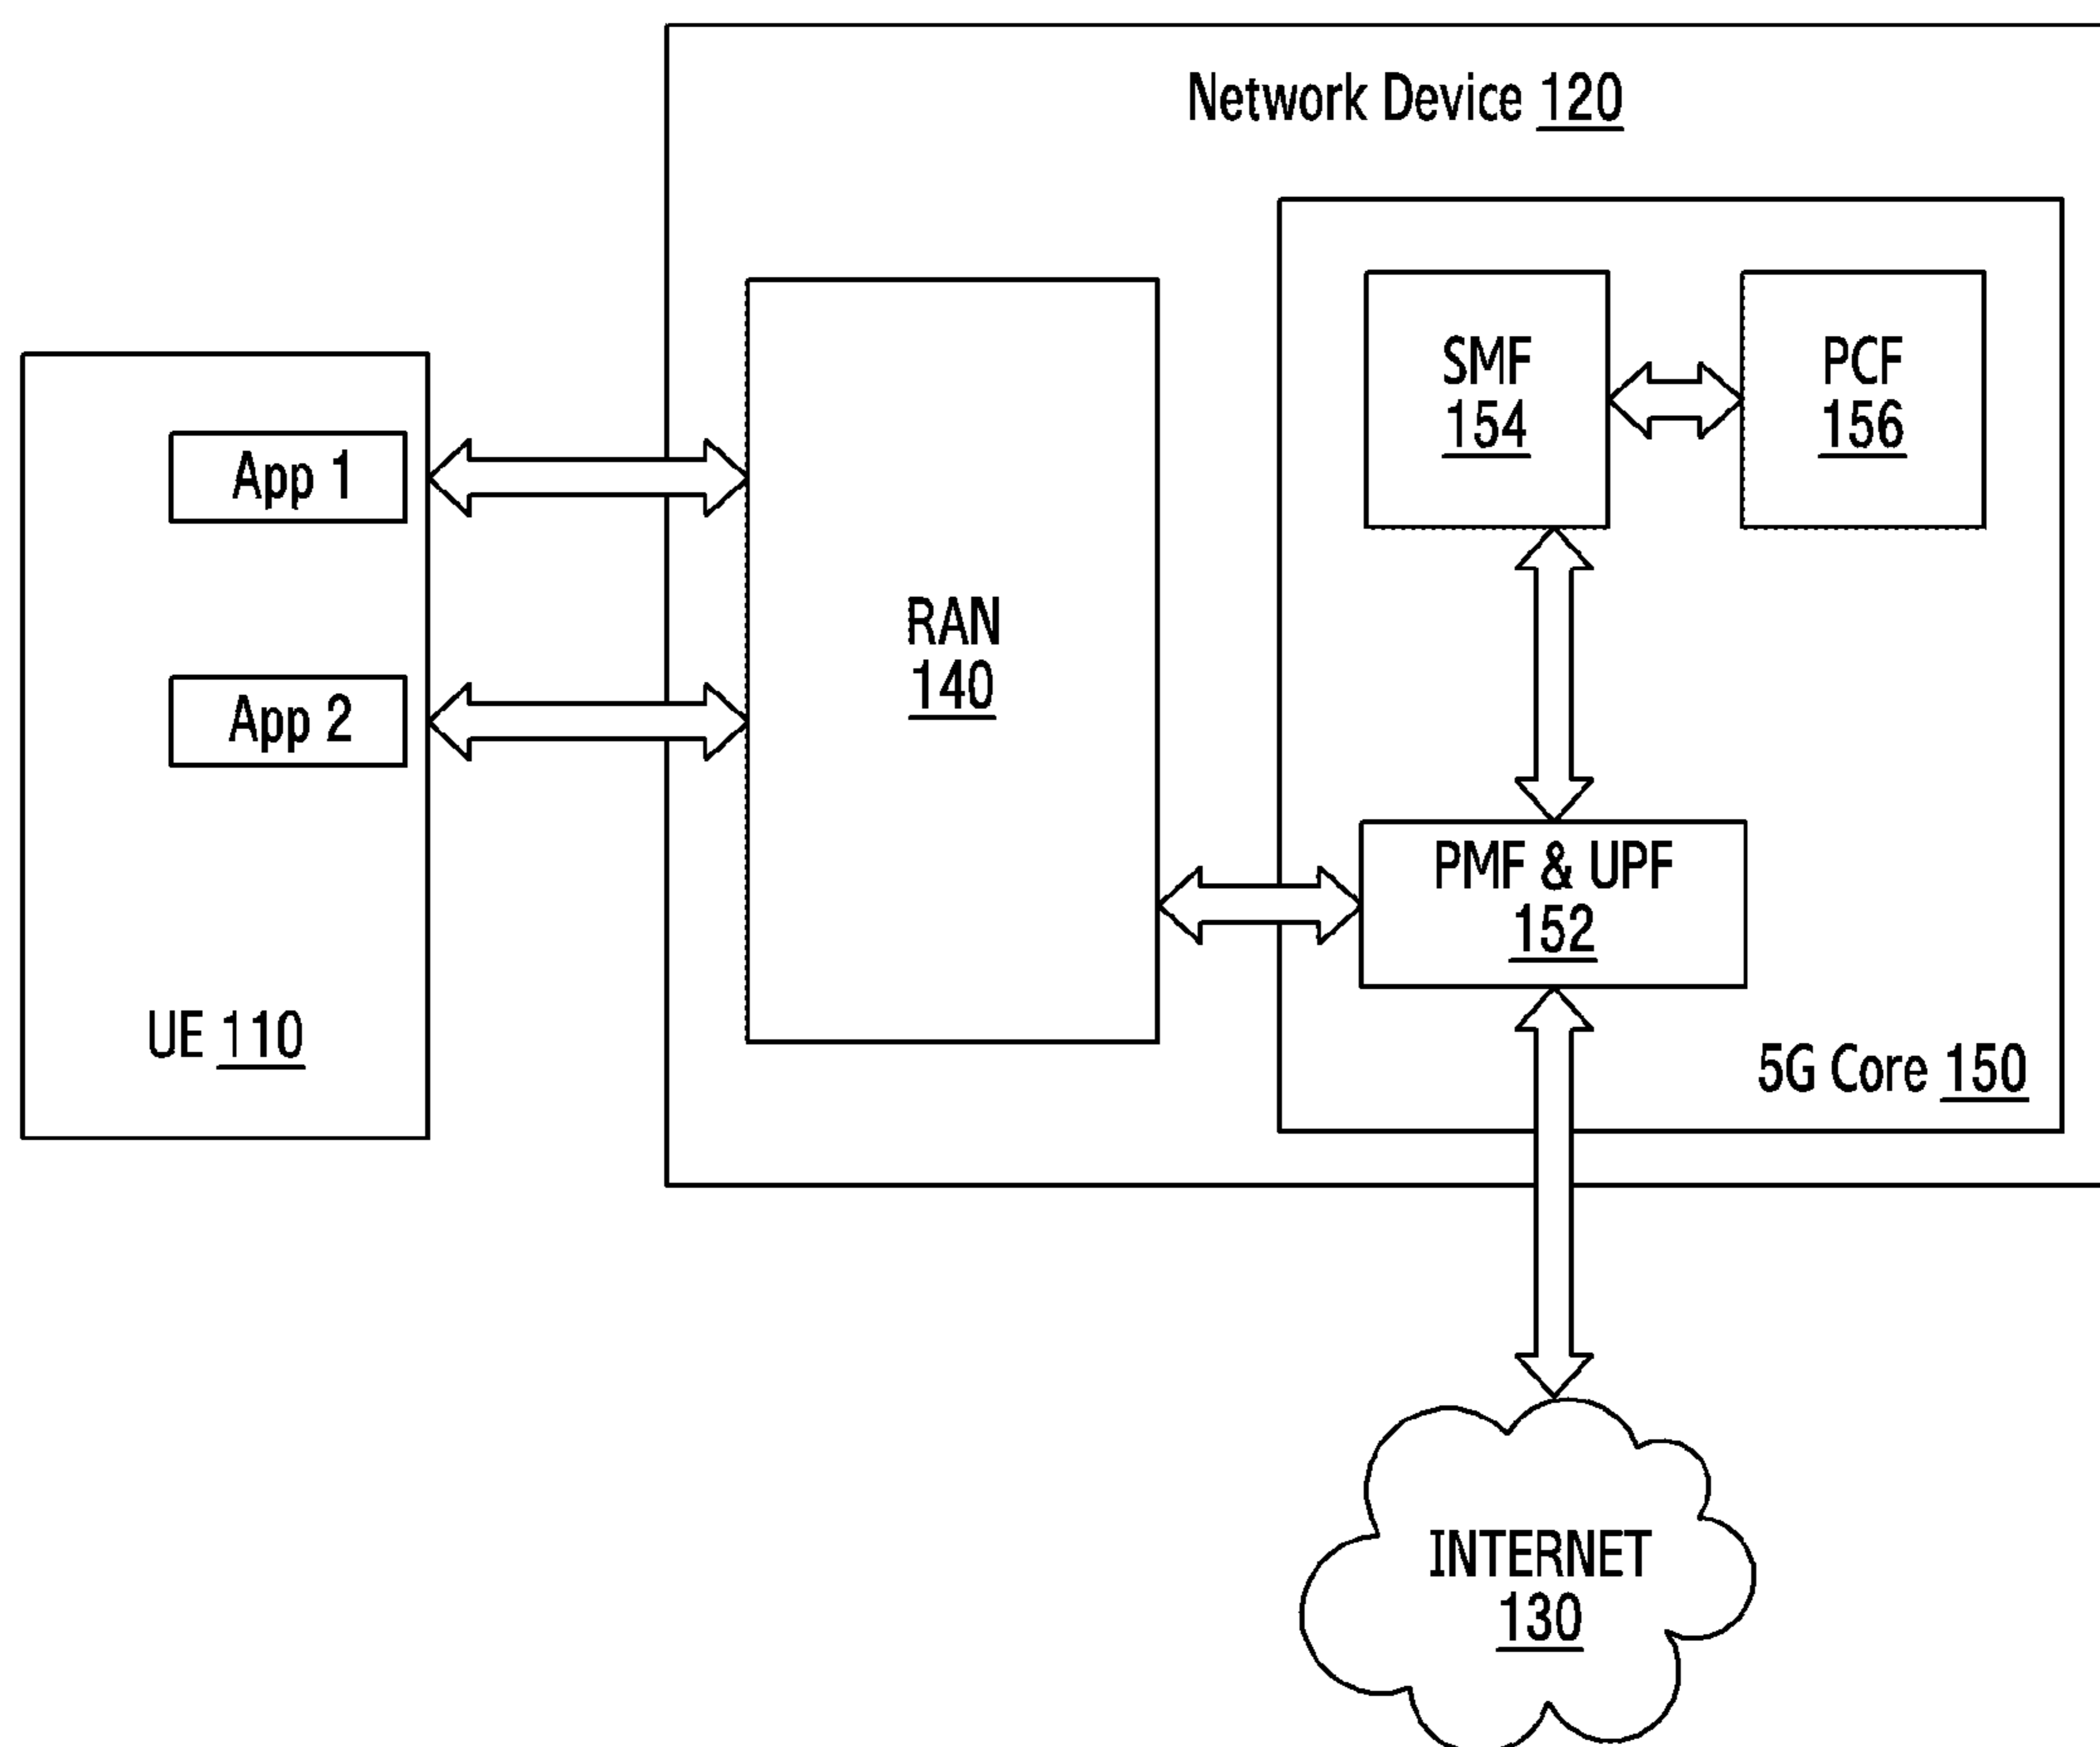 Network Device 120
SMF
154
PCF
156
App 1
RAN
140
App 2
PMF & UPF
152
UE 110
5G Core 150
INTERNET
130